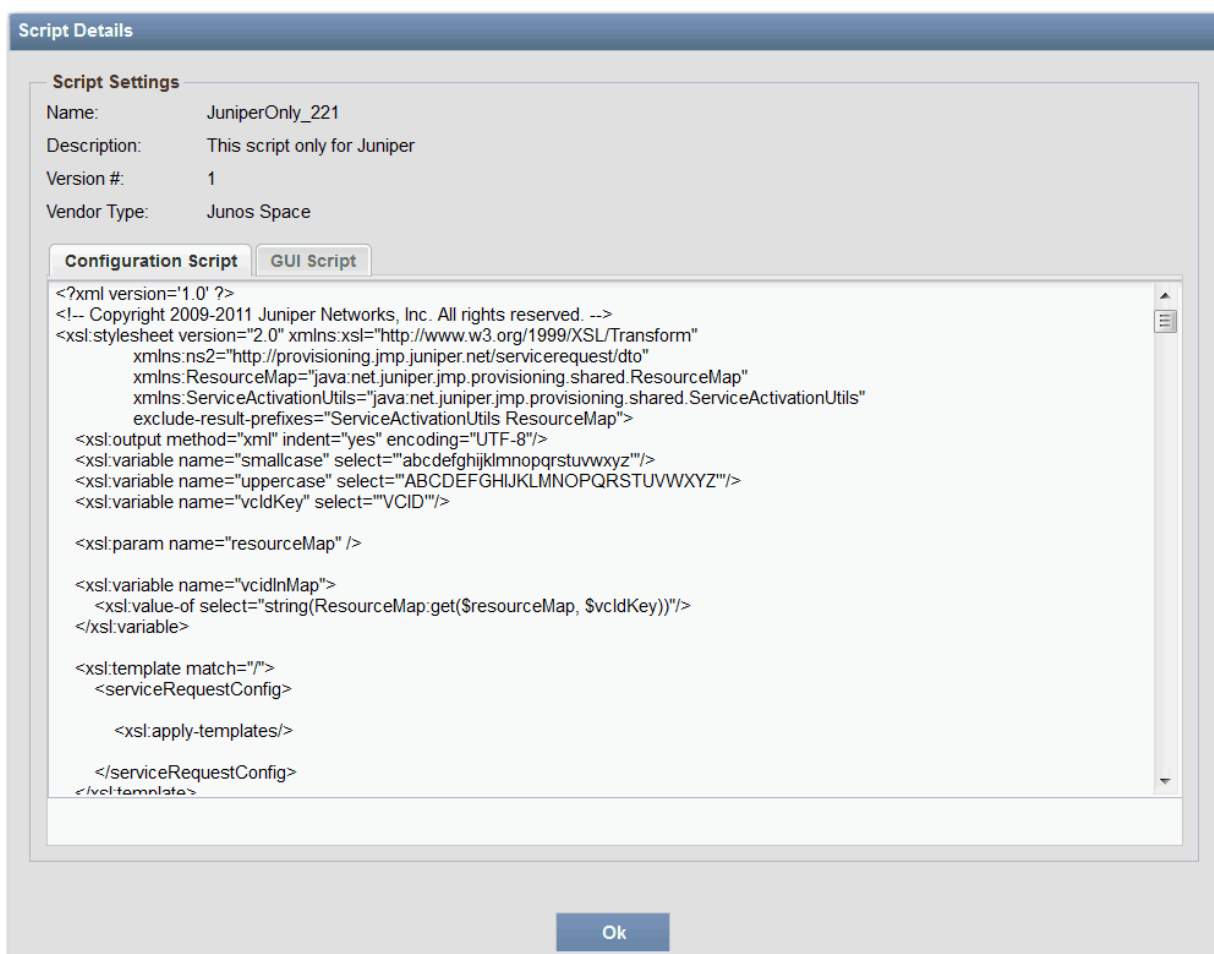 Script Details
Script Settings
Name: JuniperOnly_221
Description: This script only for Juniper
Version #: 1
Vendor Type: Junos Space
Configuration Script GUI Script
<?xml version='1.0' ?>
<!-- Copyright 2009-2011 Juniper Networks, Inc. All rights reserved. -->
<xsl:stylesheet version="2.0" xmlns:xsl="http://www.w3.org/1999/XSL/Transform"
xmlns:ns2="http://provisioning.jmp.juniper.net/servicerequest/dto"
xmlns:ResourceMap="java:net.juniper.jmp.provisioning.shared.ResourceMap"
xmlns:ServiceActivationUtils="java:net.juniper.jmp.provisioning.shared.ServiceActivationUtils"
exclude-result-prefixes="ServiceActivationUtils ResourceMap">
<xsl:output method="xml" indent="yes" encoding="UTF-8"/>
<xsl:variable name="smallcase" select="'abcdefghijklmnopqrstuvwxyz'"/>
<xsl:variable name="uppercase" select="'ABCDEFGHIJKLMNOPQRSTUVWXYZ'"/>
<xsl:variable name="vcIdKey" select="'VCID'"/>
<xsl:param name="resourceMap" />
<xsl:variable name="vcidInMap">
<xsl:value-of select="string(ResourceMap:get($resourceMap, $vcIdKey))"/>
</xsl:variable>
<xsl:template match="/">
<serviceRequestConfig>
<xsl:apply-templates/>
</serviceRequestConfig>
</xsl:template>
Ok